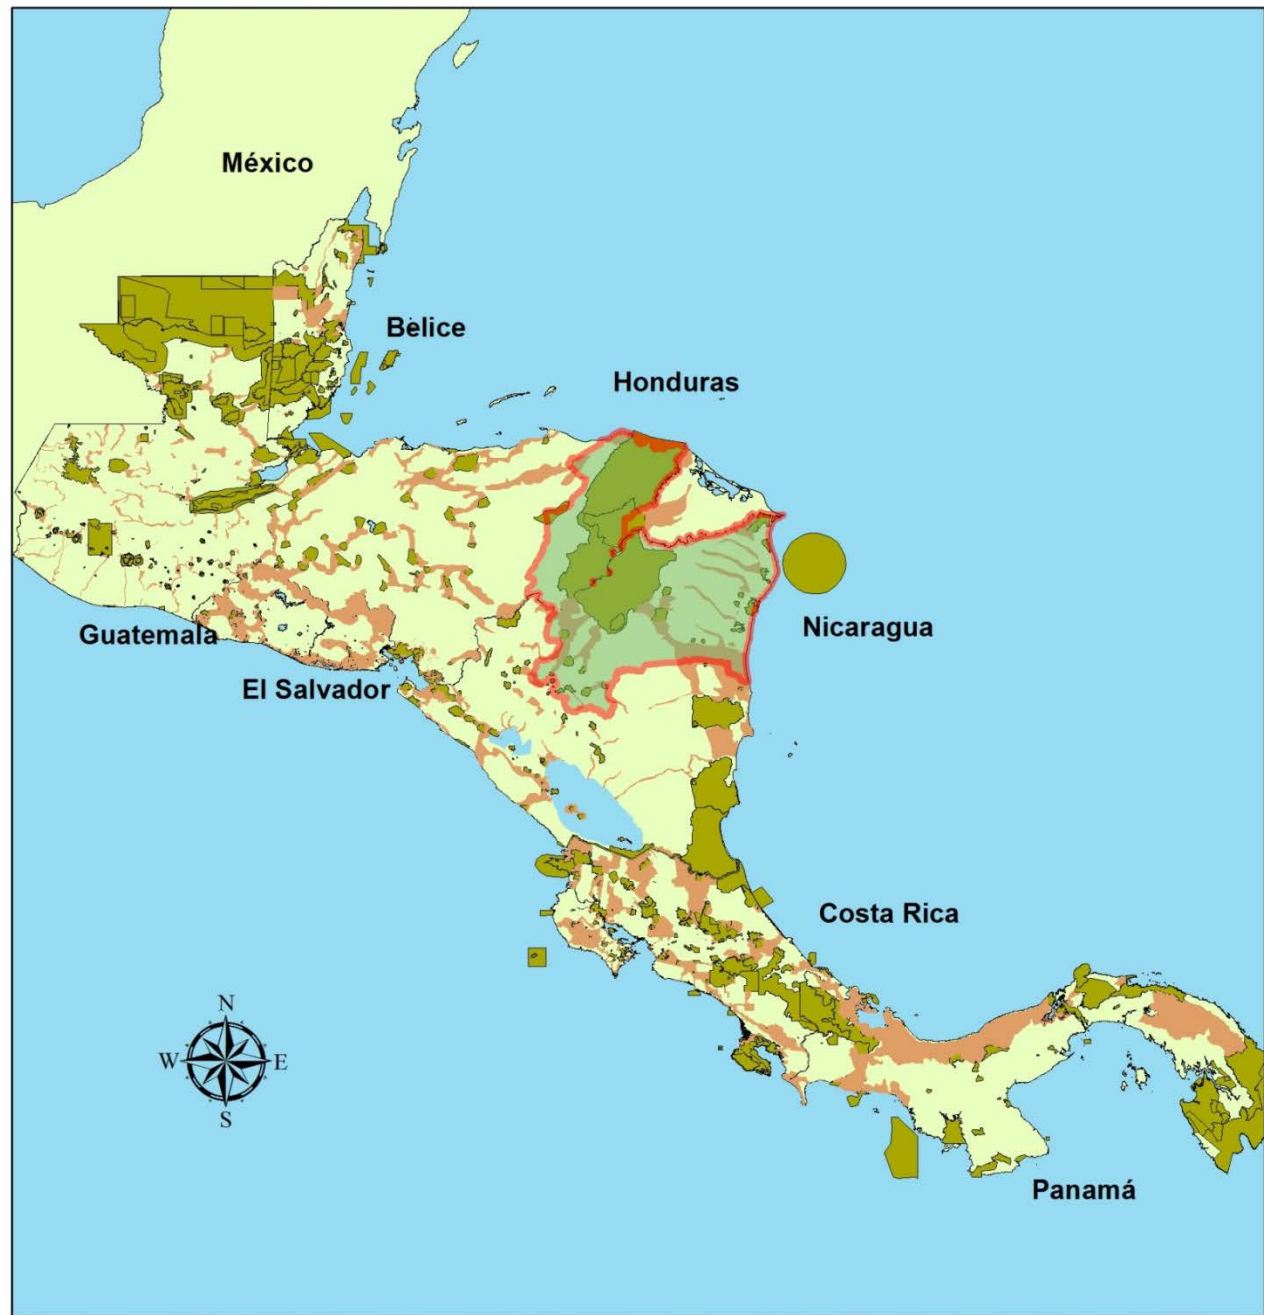 México
Belice
Honduras
Guatemala
Nicaragua
El Salvador
Costa Rica
N
W
E
S
Panamá